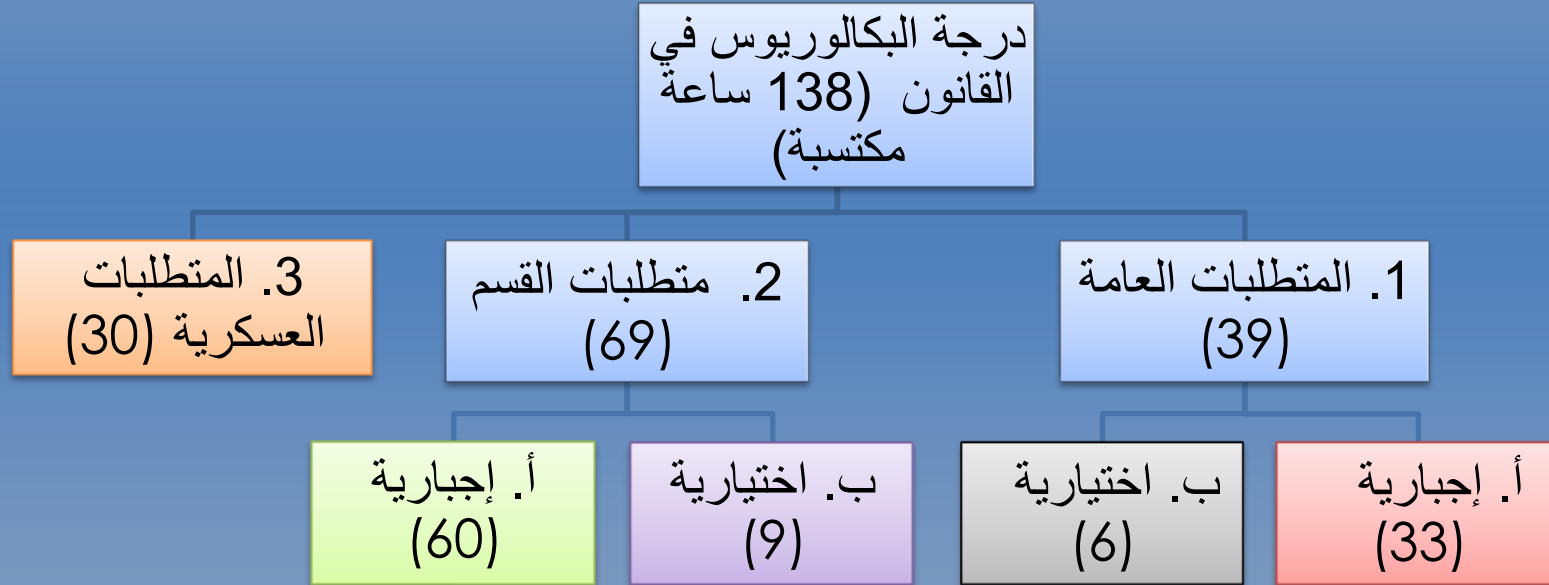 درجة البكالوريوس في
القانون (138 ساعة
مكتسبة)
1. المتطلبات العامة
(39)
2. متطلبات القسم
(69)
3. المتطلبات
العسكرية (30)
أ. إجبارية
(33)
ب. اختيارية
(6)
ب. اختيارية
(9)
أ. إجبارية
(60)